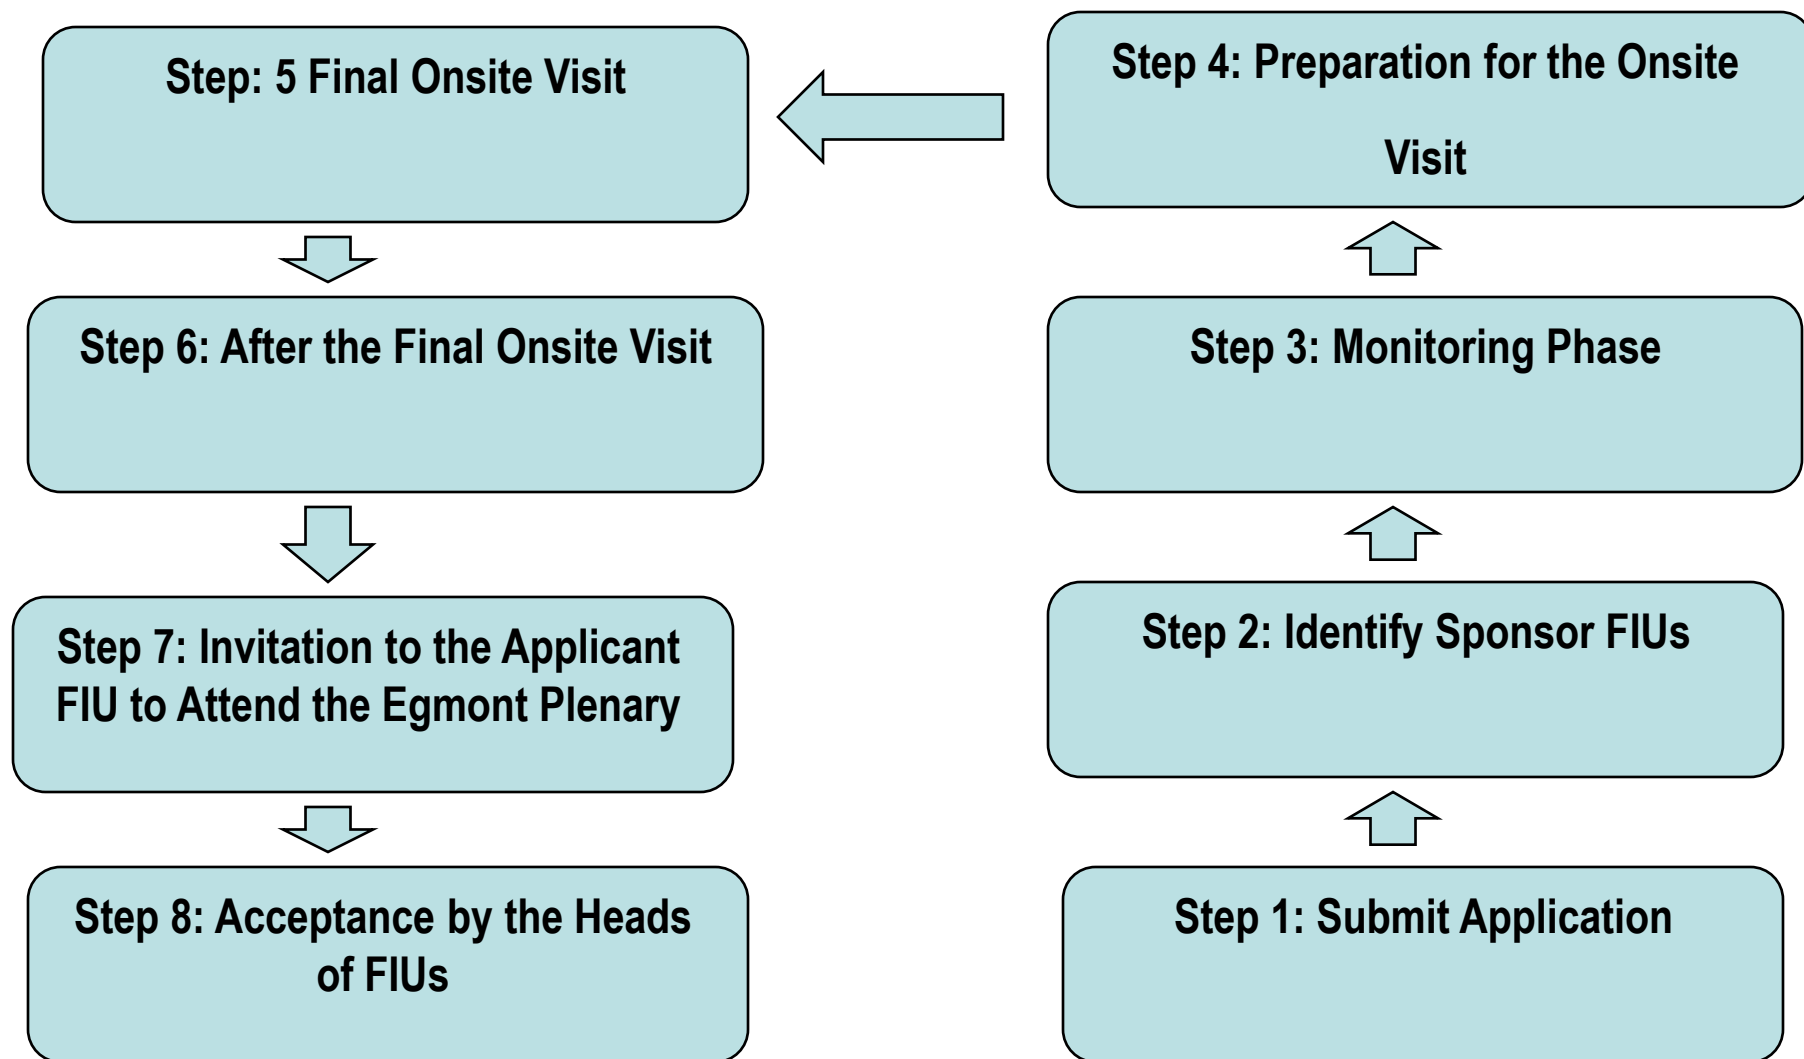 Step: 5 Final Onsite Visit
Step 4: Preparation for the Onsite
Visit
Step 6: After the Final Onsite Visit
Step 3: Monitoring Phase
Step 7: Invitation to the Applicant
FIU to Attend the Egmont Plenary
Step 2: Identify Sponsor FIUs
Step 8: Acceptance by the Heads
of FIUs
Step 1: Submit Application